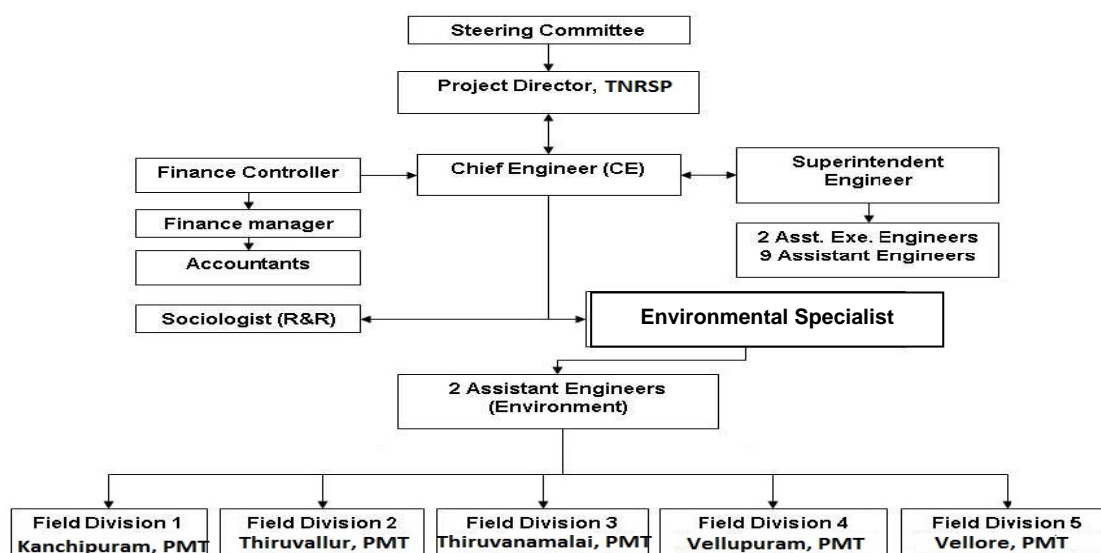 Steering Committee
Project Director, TNRSP
Finance Controller
Chief Engineer (CE)
Superintendent
Engineer
Finance manager
2 Asst. Exe. Engineers
9 Assistant Engineers
Accountants
Sociologist (R&R)
Environmental Specialist
2 Assistant Engineers
(Environment)
Field Division 1
Kanchipuram, PMT
Field Division 2
Thiruvallur, PMT
Field Division 3
Thiruvanamalai, PMT
Field Division 4
Vellupuram, PMT
Field Division 5
Vellore, PMT